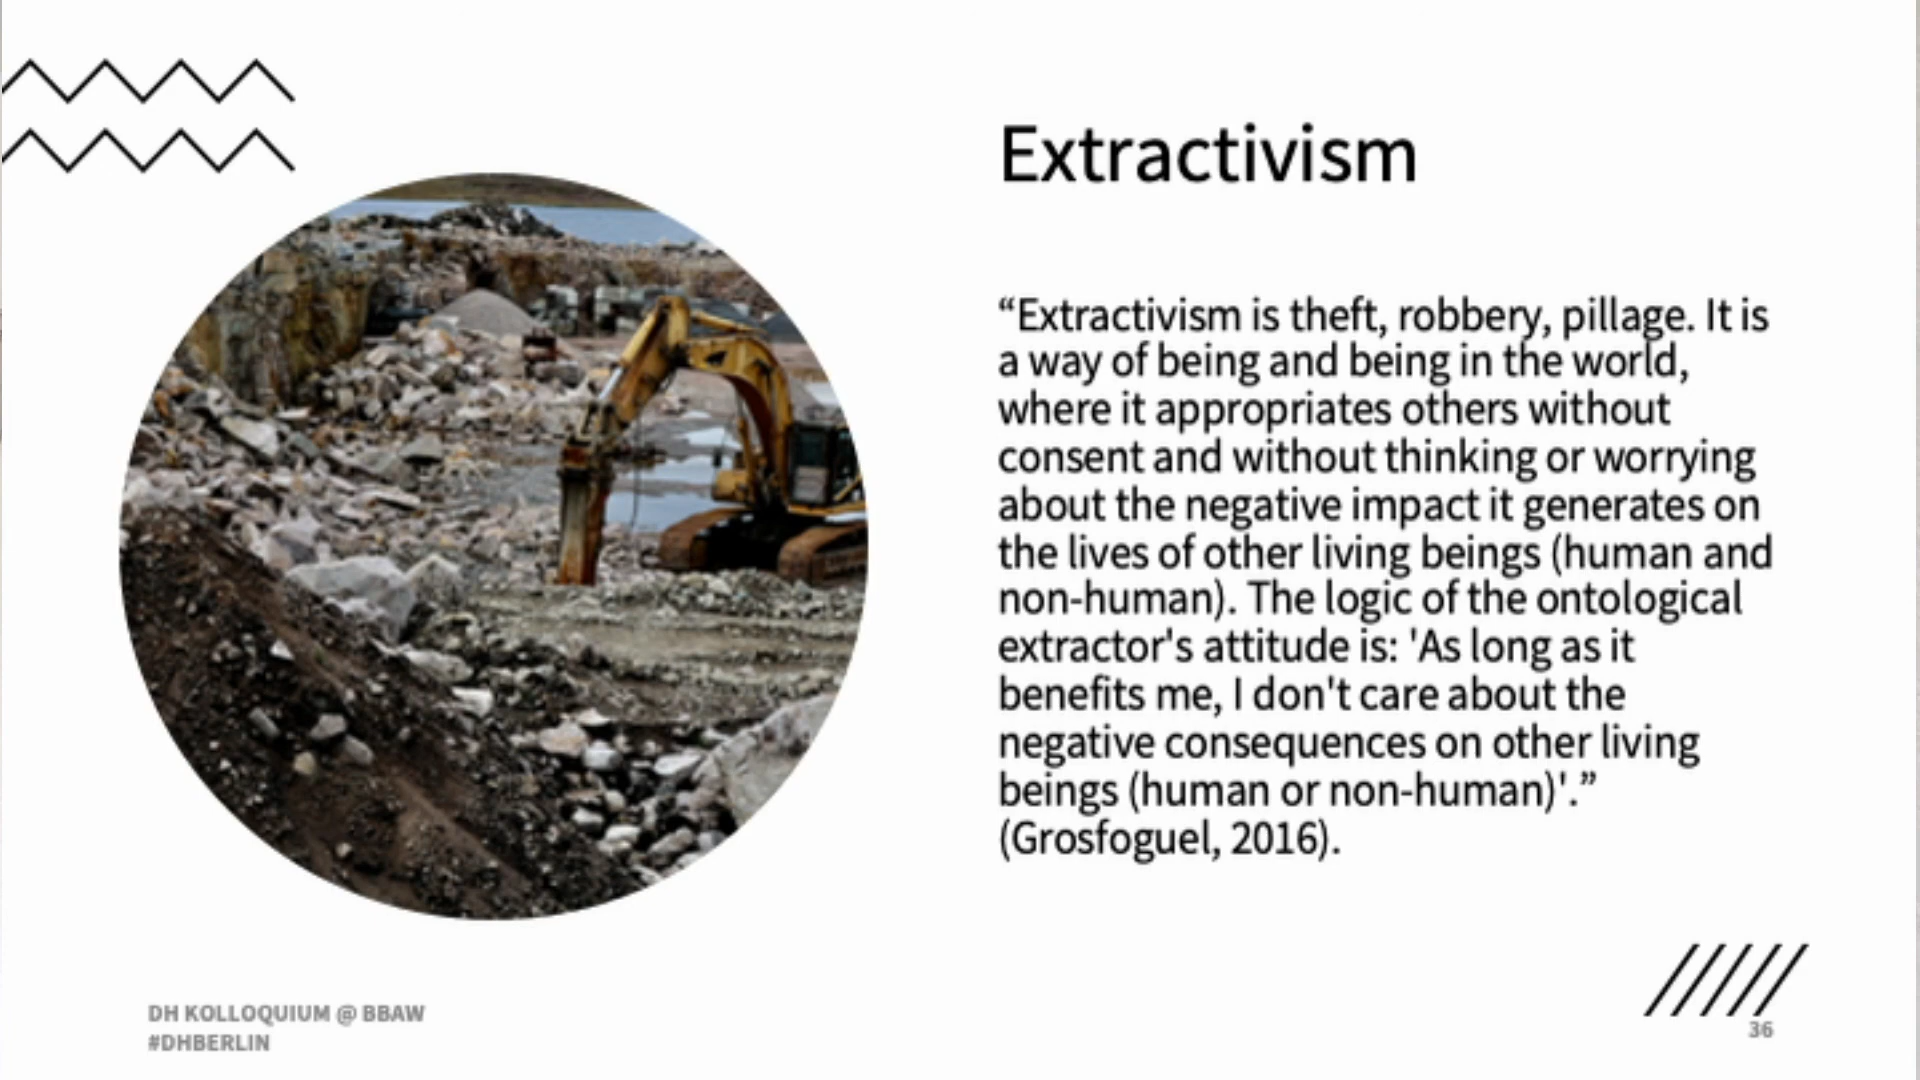 Extractivism
“Extractivism is theft, robbery, pillage. It is
a way of being and being in the world,
where it appropriates others without
consent and without thinking or worrying
about the negative impact it generates on
the lives of other living beings (human and
non-human). The logic of the ontological
extractor's attitude is: 'As long as it
benefits me, I don't care about the
negative consequences on other living
beings (human or non-human)'.”
(Grosfoguel, 2016).
DH KOLLOQUIUM @ BBAW
#DHBERLIN
36